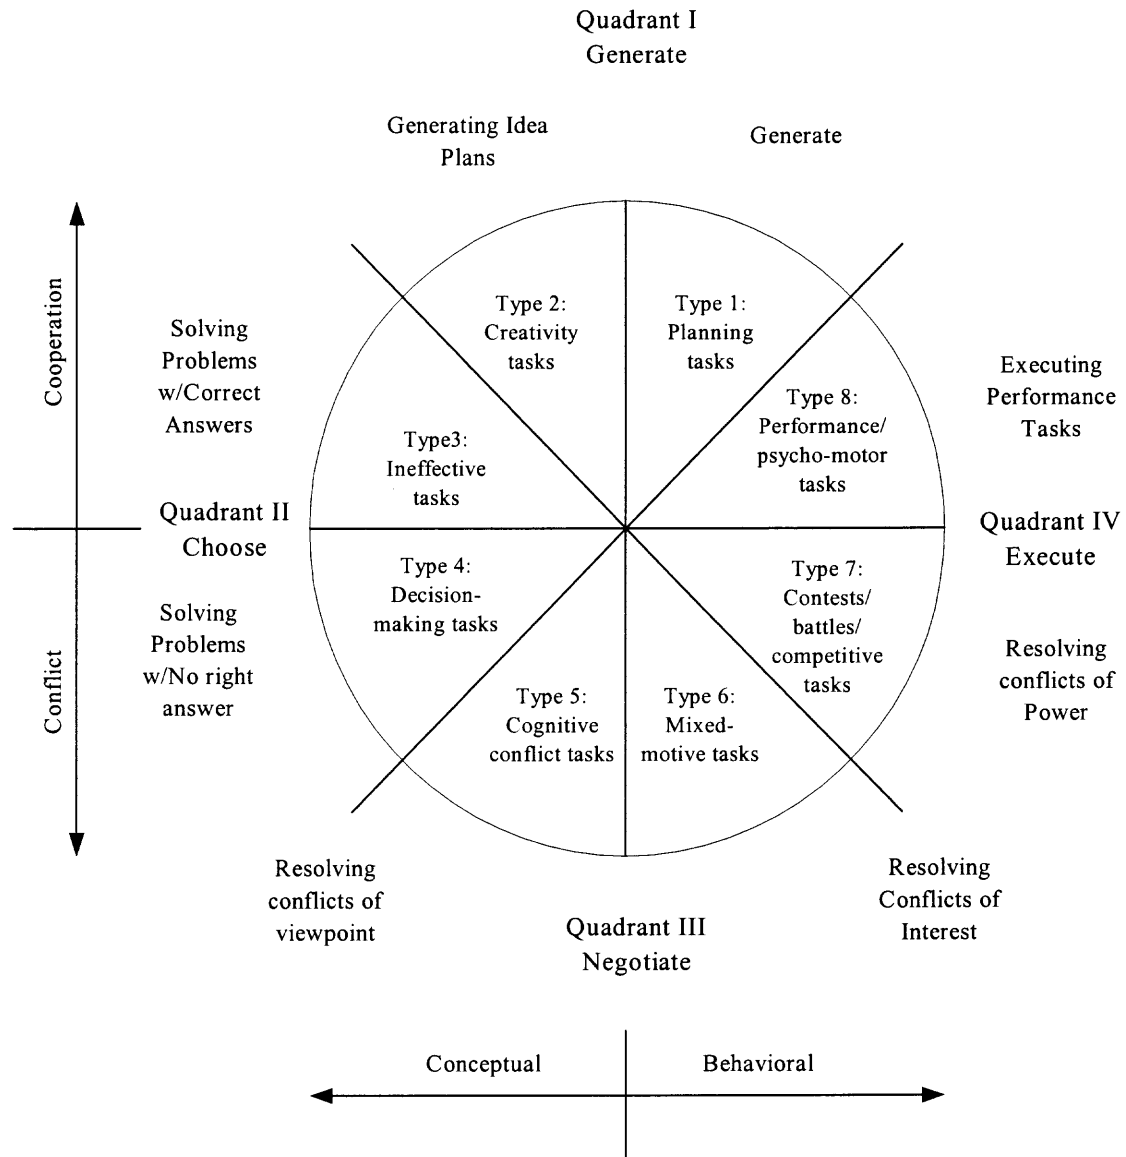 Quadrant I
Generate
Generating Idea
Plans
Generate
Cooperation
Conflict
Solving
Problems
w/Correct
Answers
Type 2:
Creativity
tasks
Type 1:
Planning
tasks
Type3:
Ineffective
tasks
Type 8:
Performance/
psycho-motor
tasks
Executing
Performance
Tasks
Quadrant II
Choose
Quadrant IV
Execute
Type 4:
Decision-
making tasks
Type 7:
Contests/
battles/
competitive
tasks
Solving
Problems
w/No right
answer
Resolving
conflicts of
Power
Type 5:
Cognitive
conflict tasks
Type 6:
Mixed-
motive tasks
Resolving
conflicts of
viewpoint
Quadrant III
Negotiate
Resolving
Conflicts of
Interest
Conceptual
Behavioral